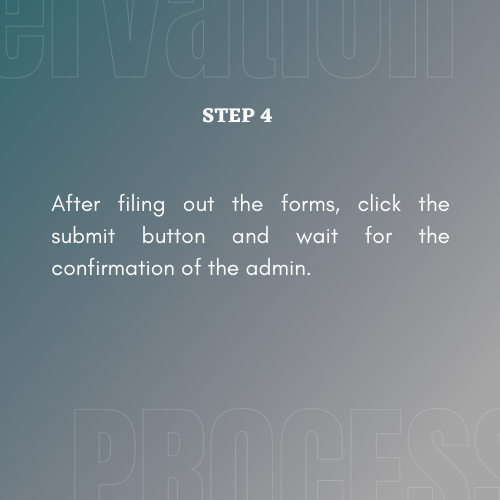 ervation
STEP 4
After filing out the forms, click the
submit button and wait for the
confirmation of the admin.
PROCESS